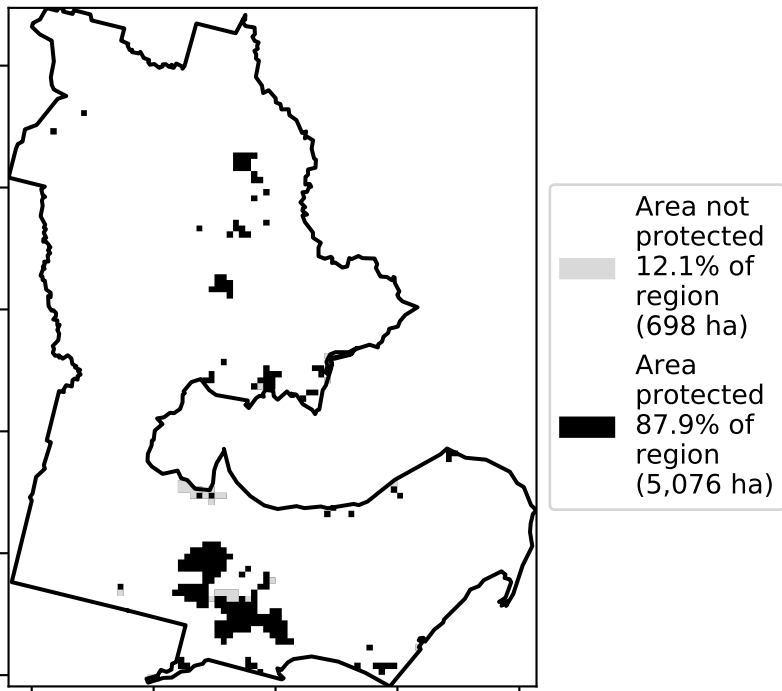 Area not
protected
12.1% of
region
(698 ha)
Area
protected
87.9% of
region
(5,076 ha)